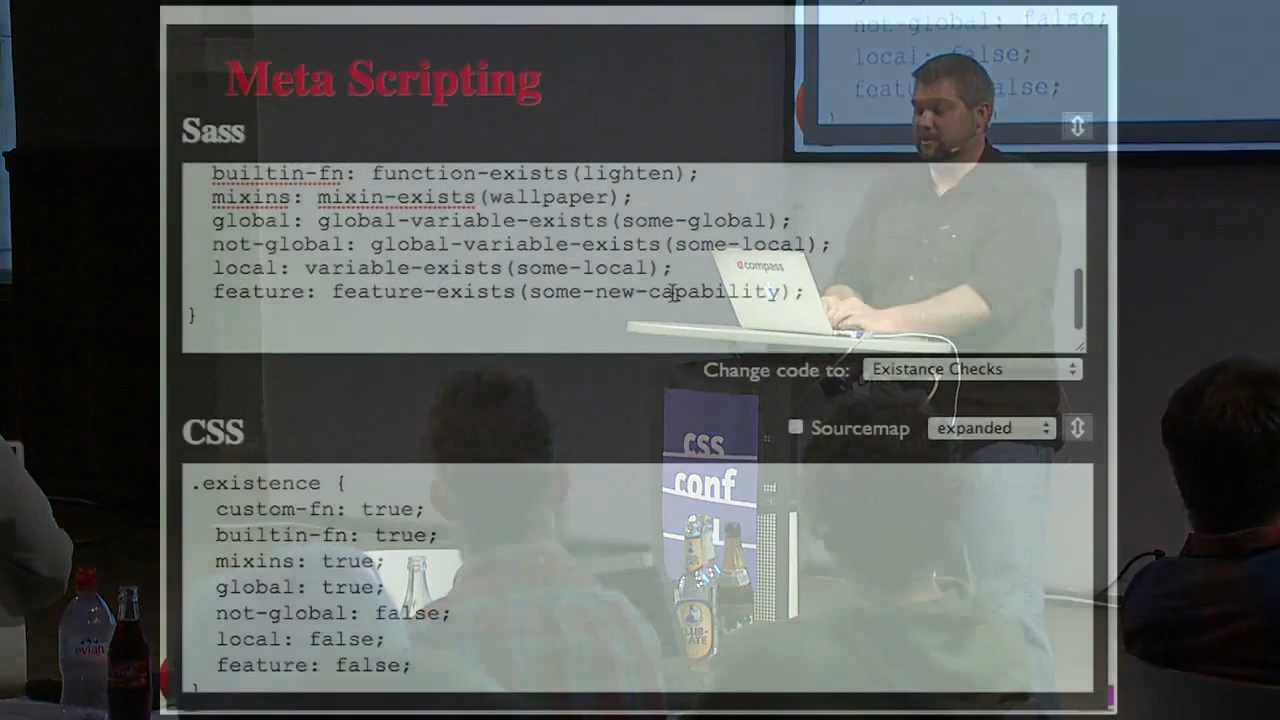 Meta Scripting
not-global: false;
local: false;
Sass
builtin-fn: function-exists(lighten);
mixins: mixin-exists(wallpaper);
global: global-variable-exists(some-global);
not-global: global-variable-exists(some-local);
local: variable-exists(some-local);
feature: feature-exists(some-new-capability);
}
compass
Change code to: Existance Checks
CSS
Sourcemap expanded
.existence {
custom-fn: true;
builtin-fn: true;
mixins: true;
global: true;
not-global: false;
local: false;
feature: false;
css
conf
evian